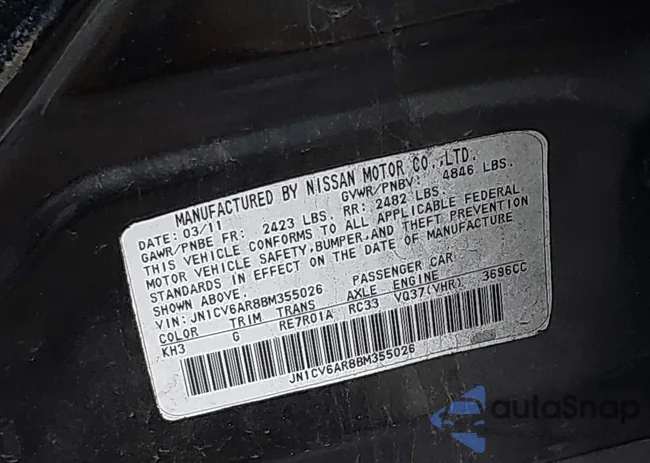 MANUFACTURED BY NISSAN MOTOR CO.,LTD.
DATE: 03/11 GVWR/PNBV: 4846 LBS.
GAWR/PNBE FR: 2423 LBS. RR: 2482 LBS.
THIS VEHICLE CONFORMS TO ALL APPLICABLE FEDERAL
MOTOR VEHICLE SAFETY, BUMPER, AND THEFT PREVENTION
STANDARDS IN EFFECT ON THE DATE OF MANUFACTURE
SHOWN ABOVE.
VIN: JN1CV6AR8BM355026 PASSENGER CAR
COLOR TRIM TRANS AXLE ENGINE
KH3 G RE7R01A RC33 VQ37(VHR) 3696CC
JN1CV6AR8BM355026
autoSnap